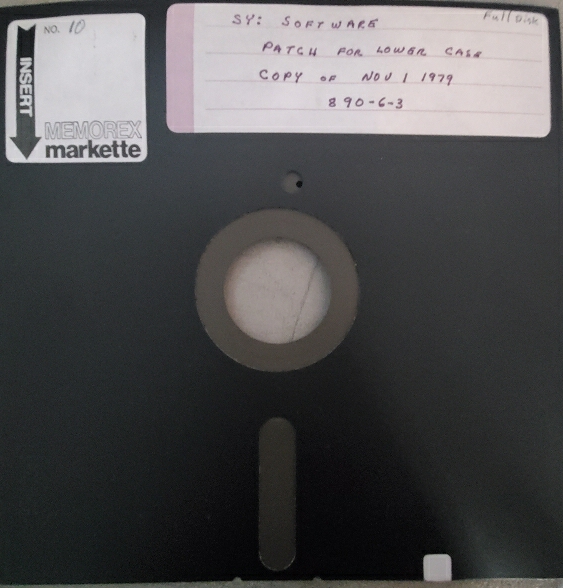 NO. 10
INSERT
MEMOREX
markette
Full Disk
SY: SOFTWARE
PATCH FOR LOWER CASE
COPY OF NOV 1 1979
890-6-3